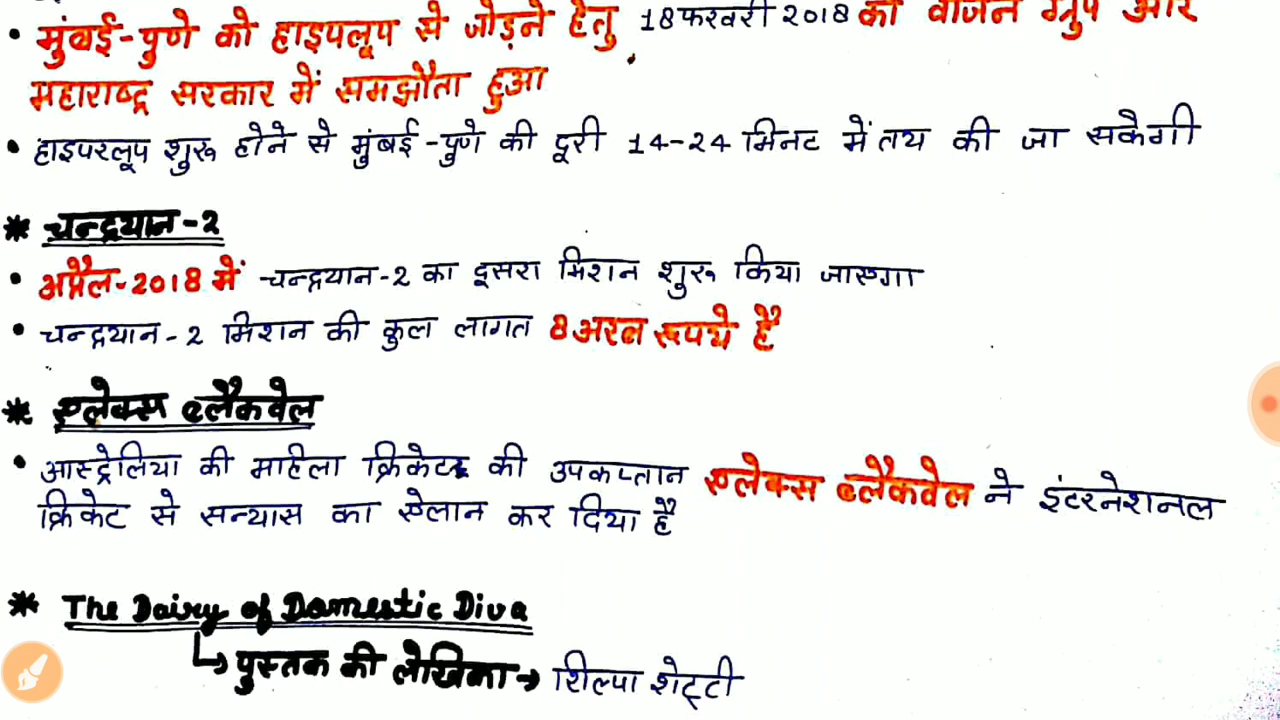 • मुंबई-पुणे को हाइपलूप से जोड़ने हेतु 18 फरवरी 2018 को वर्जिन ग्रुप और
महाराष्ट्र सरकार में समझौता हुआ
• हाइपरलूप शुरू होने से मुंबई-पुणे की दूरी 14-24 मिनट में तय की जा सकेगी
* चन्द्रयान-2
• अप्रैल-2018 में चन्द्रयान-2 का दूसरा मिशन शुरू किया जाएगा
• चन्द्रयान-2 मिशन की कुल लागत 8 अरब रूपये है
* एलेक्स ब्लैकवेल
• आस्ट्रेलिया की महिला क्रिकेटर की उपकप्तान एलेक्स ब्लैकवेल ने इंटरनेशनल
क्रिकेट से सन्यास का ऐलान कर दिया है
* The Dairy of Domestic Diva
↳ पुस्तक की लेखिका → शिल्पा शेट्टी